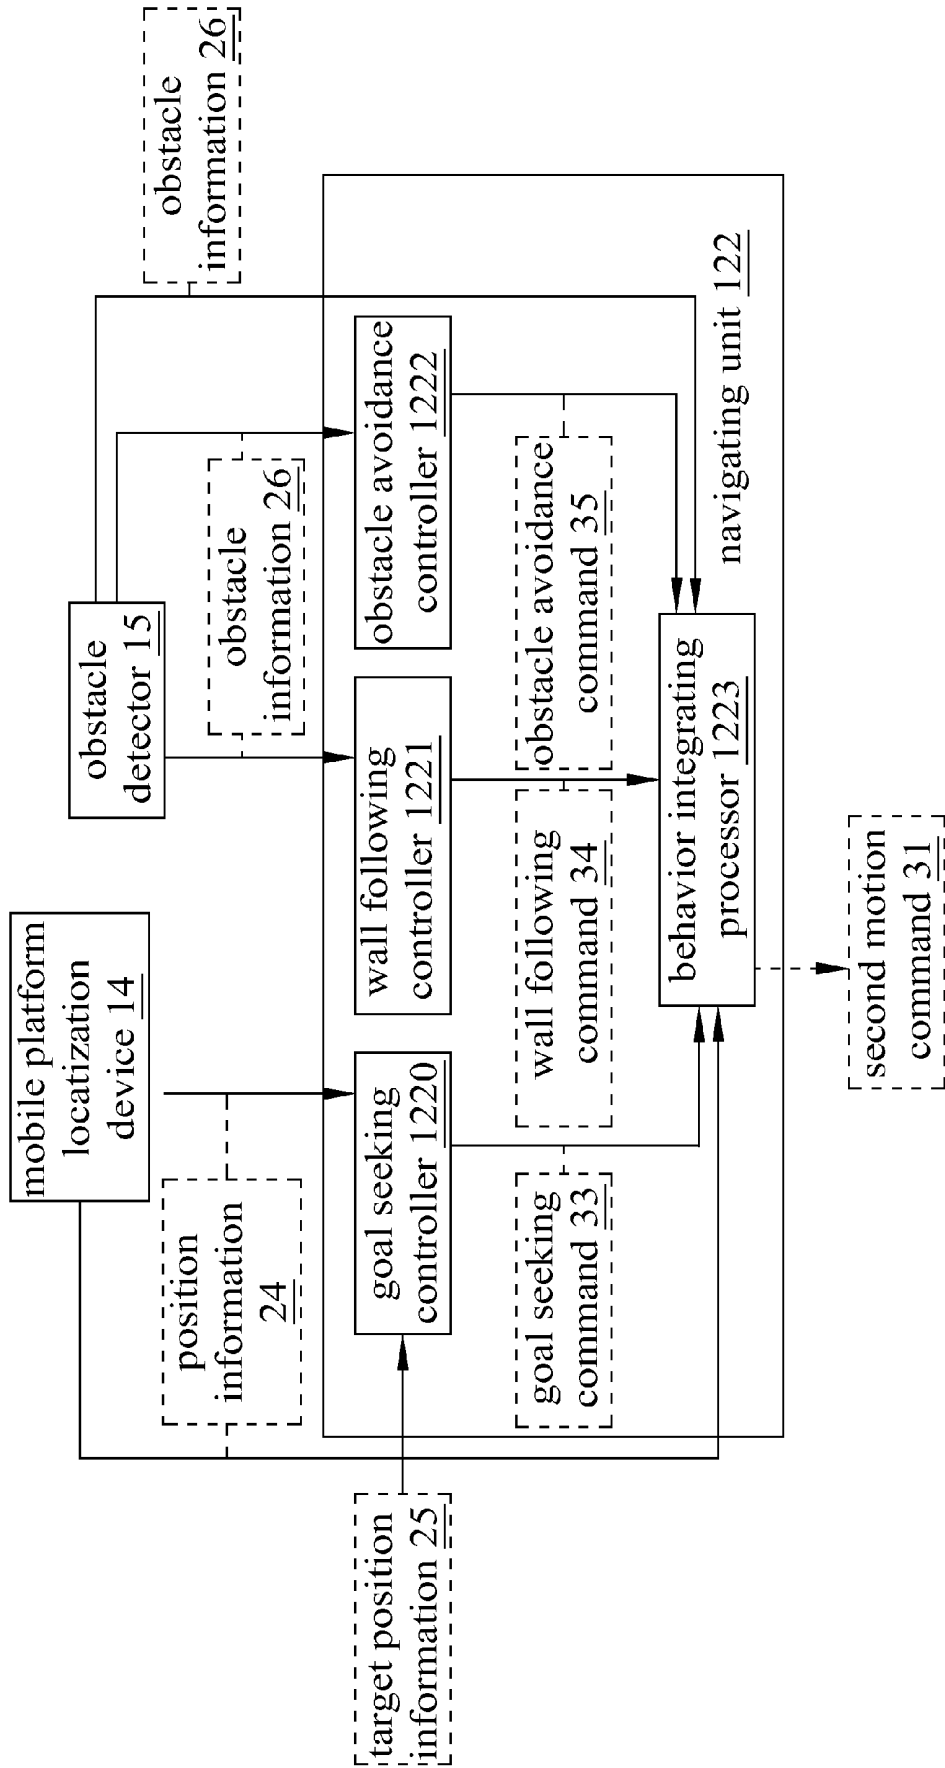 mobile platform
locatization
device 14
obstacle
detector 15
obstacle
information 26
position
information
24
obstacle
information 26
target position
information 25
goal seeking
controller 1220
wall following
controller 1221
obstacle avoidance
controller 1222
goal seeking
command 33
wall following
command 34
obstacle avoidance
command 35
behavior integrating
processor 1223
navigating unit 122
second motion
command 31